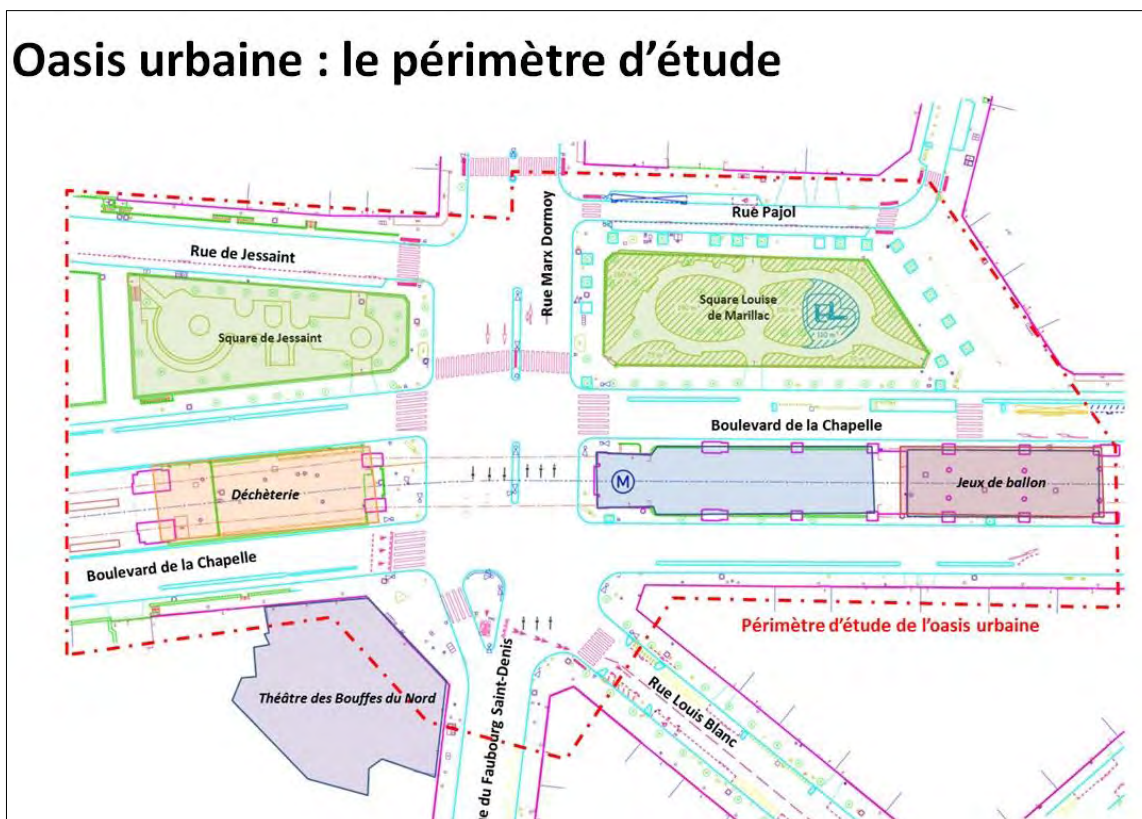 Oasis urbaine : le périmètre d'étude
Rue de Jessaint
Rue Marx Dormoy
Rue Pajol
Square de Jessaint
Square Louise
de Marillac
Boulevard de la Chapelle
Déchèterie
M
Jeux de ballon
Boulevard de la Chapelle
Périmètre d'étude de l'oasis urbaine
Théâtre des Bouffes du Nord
e du Faubourg Saint-Denis
Rue Louis Blanc